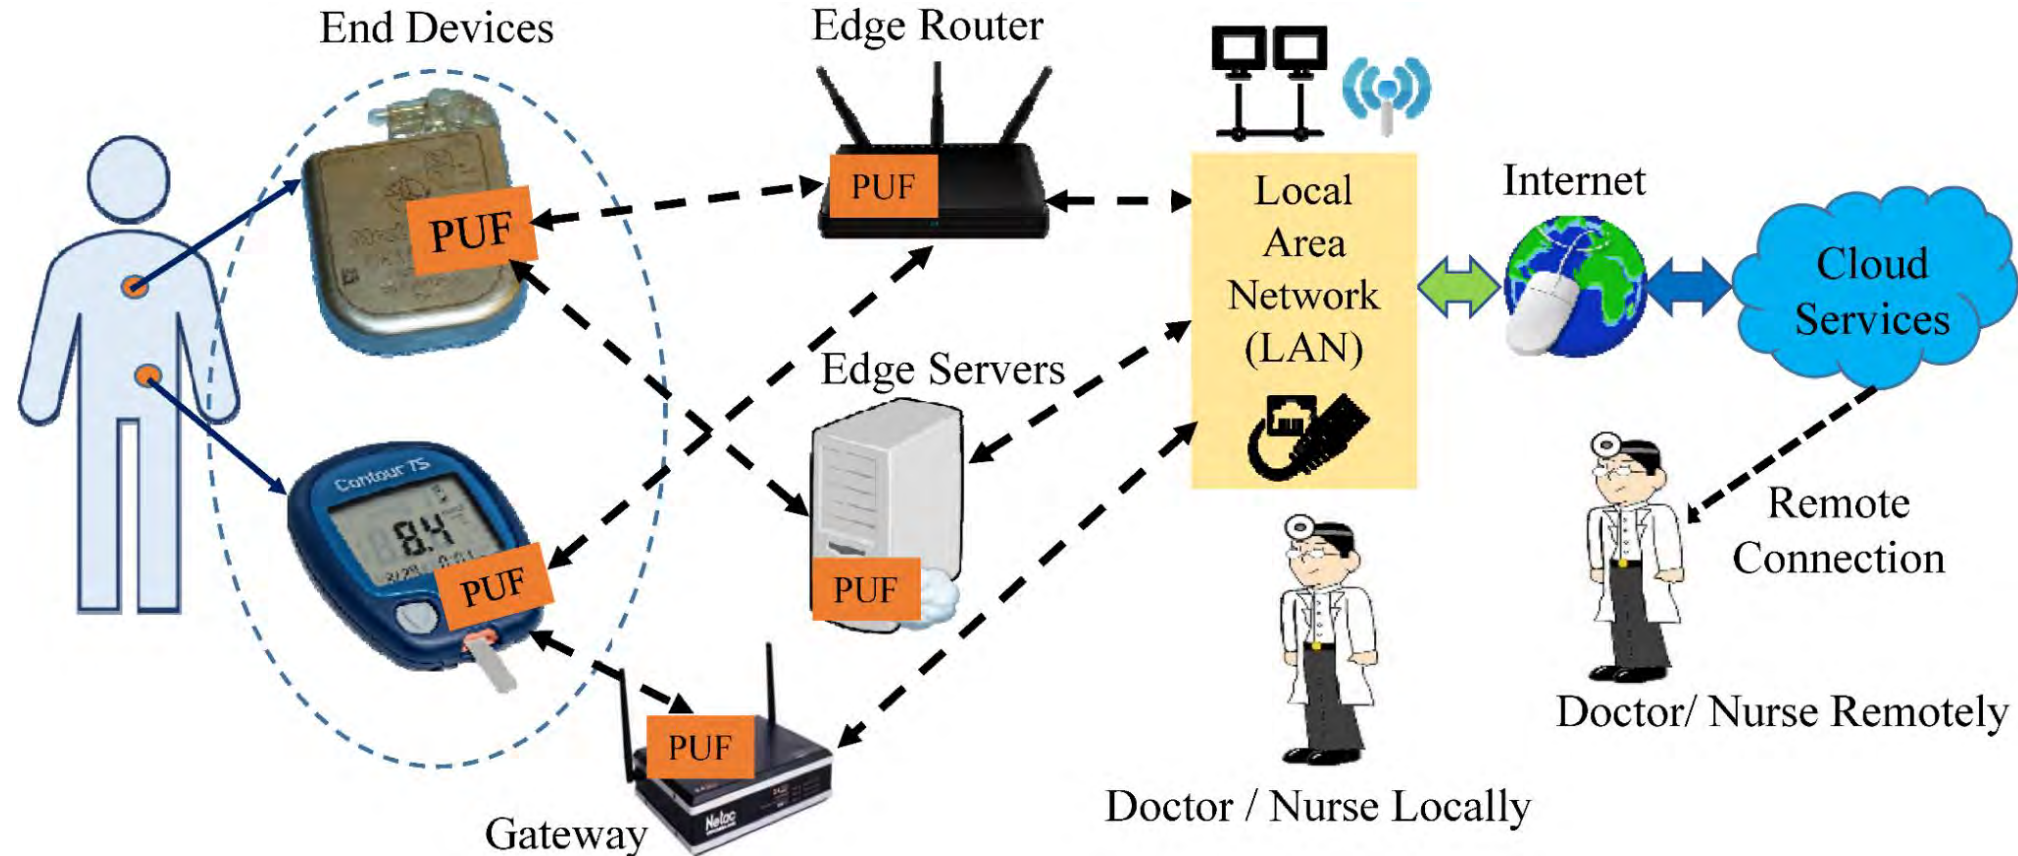 End Devices
Edge Router
PUF
PUF
Local
Area
Network
(LAN)
Internet
Cloud
Services
Edge Servers
Contour TS
8.4
PUF
PUF
Remote
Connection
PUF
Netac
Gateway
Doctor / Nurse Locally
Doctor/ Nurse Remotely